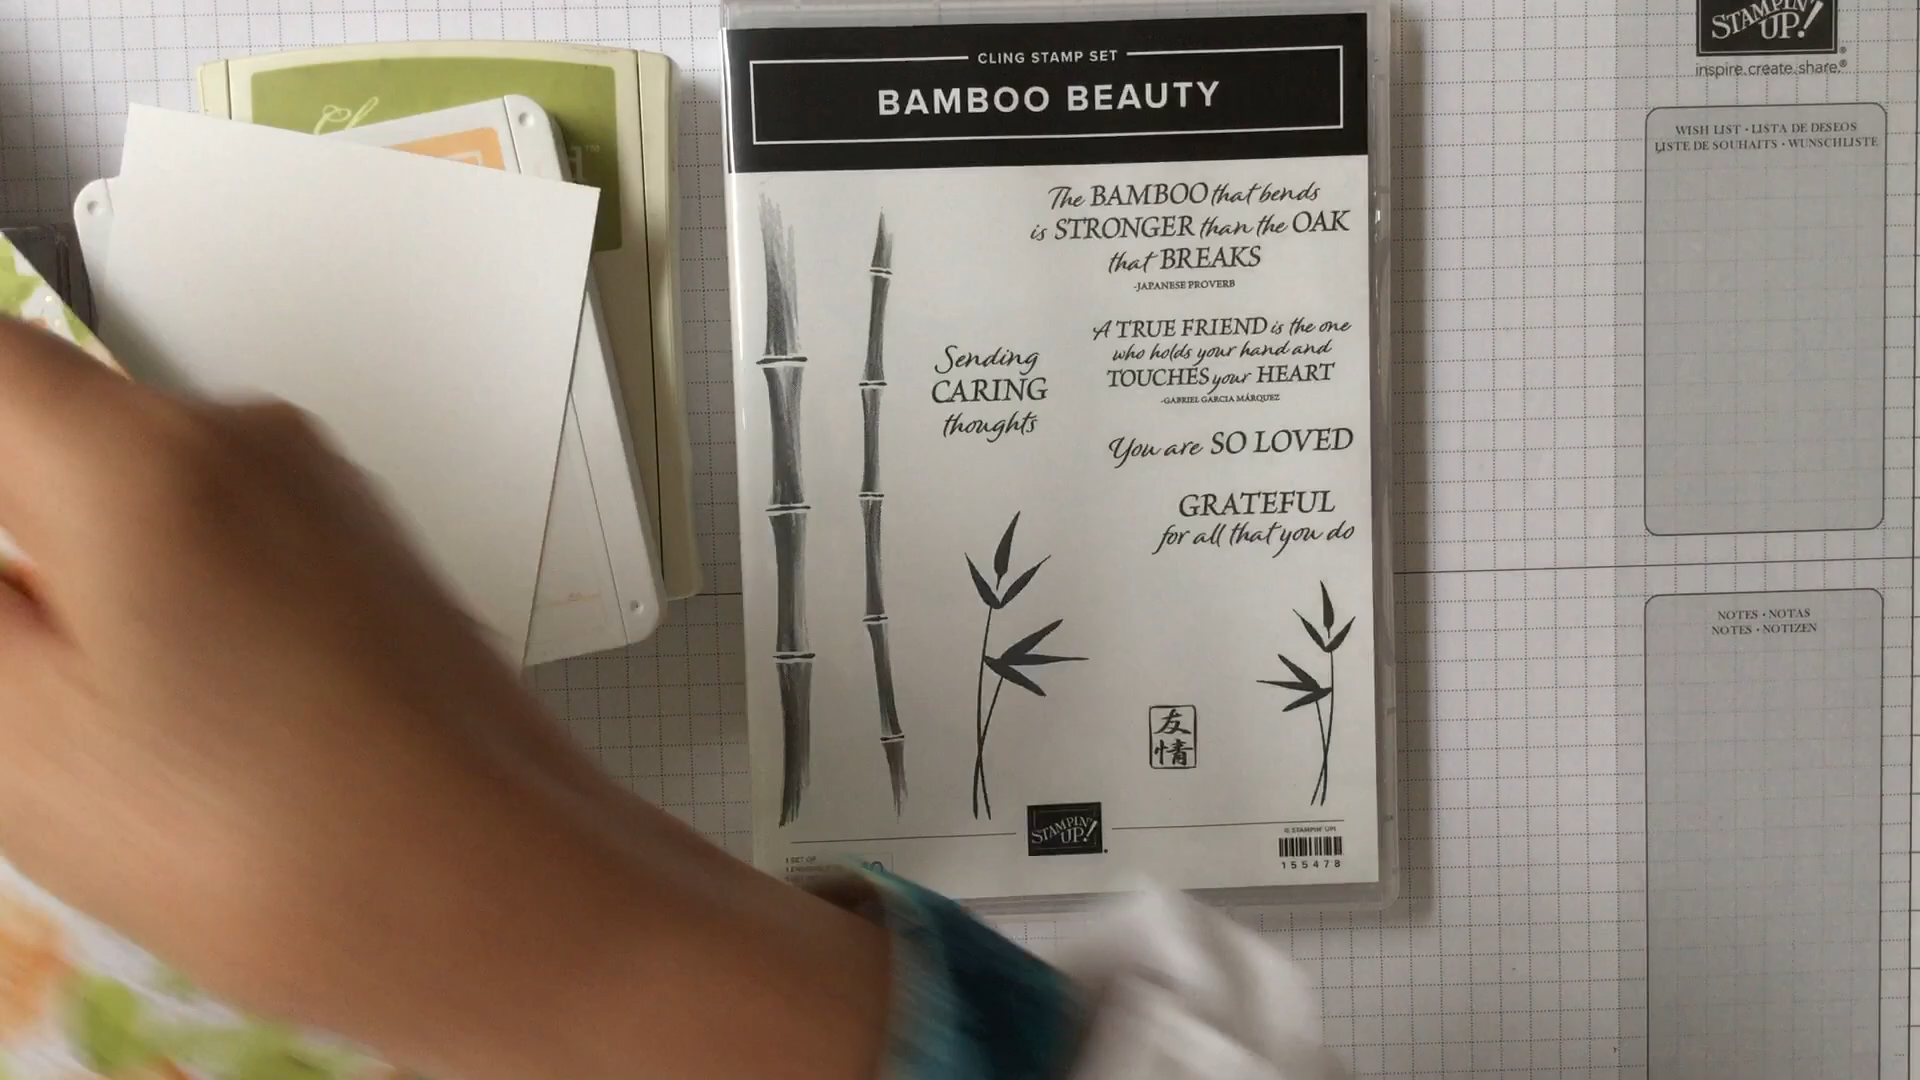 STAMPIN'
UP!
inspire.create.share.
CLING STAMP SET
BAMBOO BEAUTY
WISH LIST • LISTA DE DESEOS
LISTE DE SOUHAITS • WUNSCHLISTE
The BAMBOO that bends
is STRONGER than the OAK
that BREAKS
-JAPANESE PROVERB
A TRUE FRIEND is the one
who holds your hand and
TOUCHES your HEART
-GABRIEL GARCIA MÁRQUEZ
Sending
CARING
thoughts
You are SO LOVED
GRATEFUL
for all that you do
友
情
NOTES • NOTAS
NOTES • NOTIZEN
STAMPIN'
UP!
© STAMPIN' UP!
155478
1 SET OF